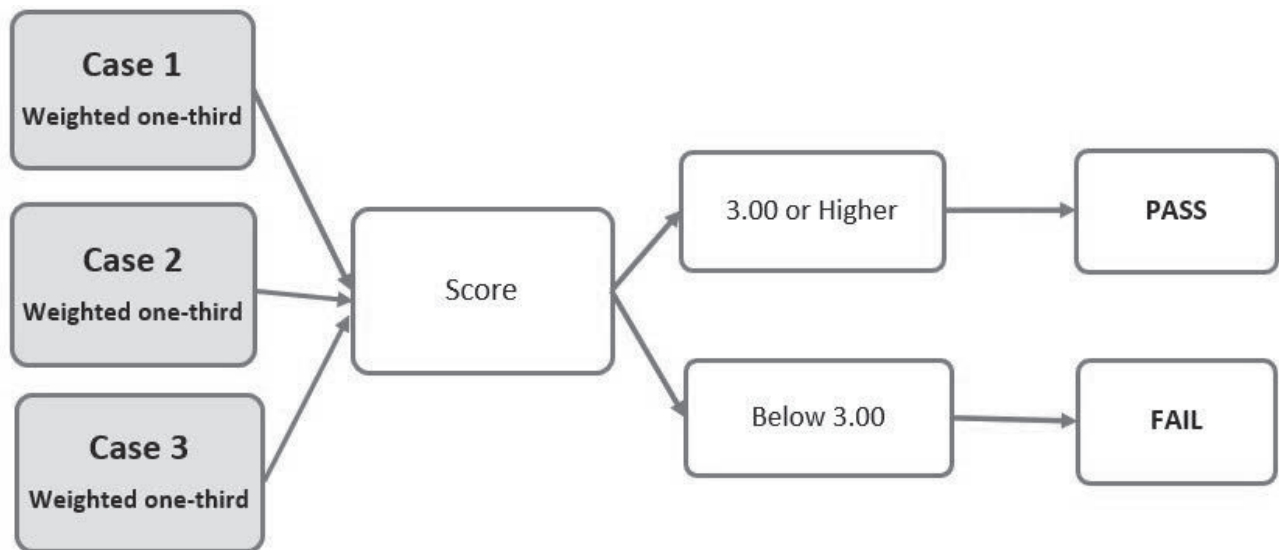 Case 1
Weighted one-third
Case 2
Weighted one-third
Case 3
Weighted one-third
Score
3.00 or Higher
PASS
Below 3.00
FAIL